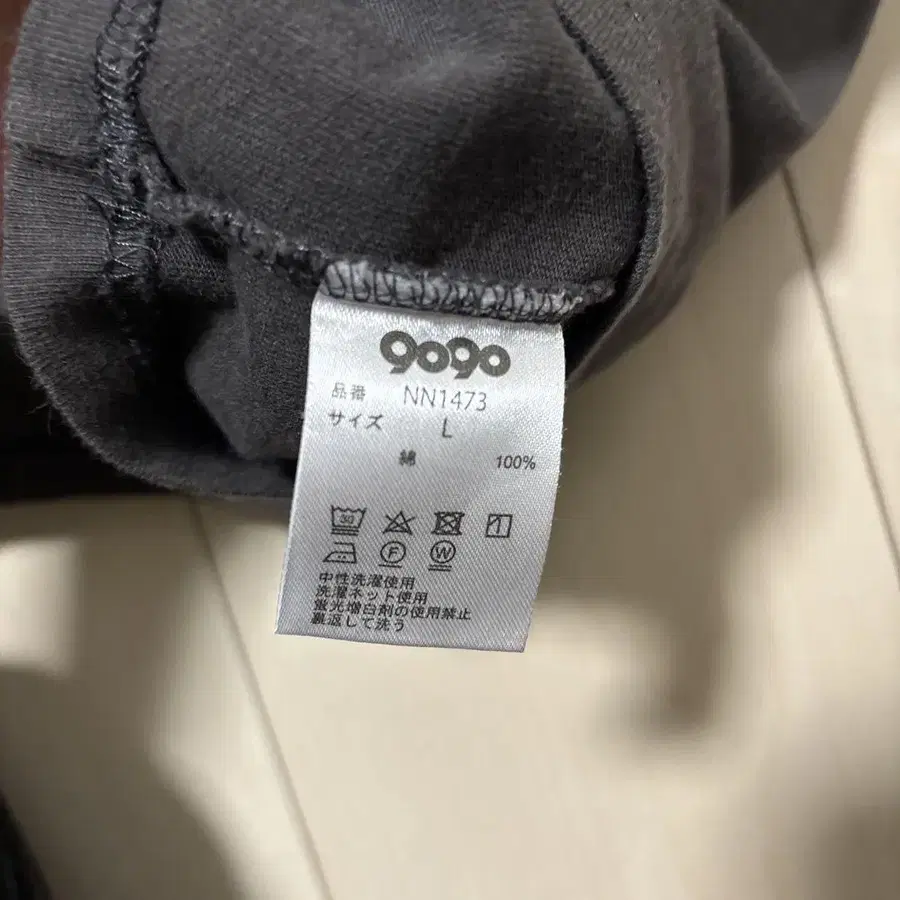 9090
品番 NN1473
サイズ L
綿 100%
30
F W
中性洗濯使用
洗濯ネット使用
蛍光増白剤の使用禁止
裏返して洗う